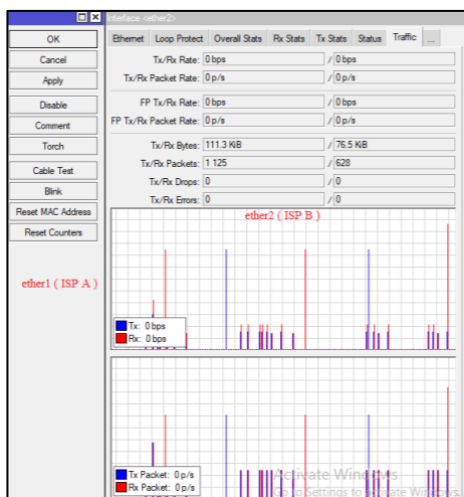 Interface <ether2>
OK
Cancel
Apply
Disable
Comment
Torch
Cable Test
Blink
Reset MAC Address
Reset Counters
ether1 ( ISP A )
Ethernet Loop Protect Overall Stats Rx Stats Tx Stats Status Traffic ...
Tx/Rx Rate: 0 bps / 0 bps
Tx/Rx Packet Rate: 0 p/s / 0 p/s
FP Tx/Rx Rate: 0 bps / 0 bps
FP Tx/Rx Packet Rate: 0 p/s / 0 p/s
Tx/Rx Bytes: 111.3 KiB / 76.5 KiB
Tx/Rx Packets: 1 125 / 628
Tx/Rx Drops: 0 / 0
Tx/Rx Errors: 0 / 0
ether2 ( ISP B )
Tx: 0 bps
Rx: 0 bps
Tx Packet: 0 p/s
Rx Packet: 0 p/s
Activate Windows
Go to Settings to activate Windows.